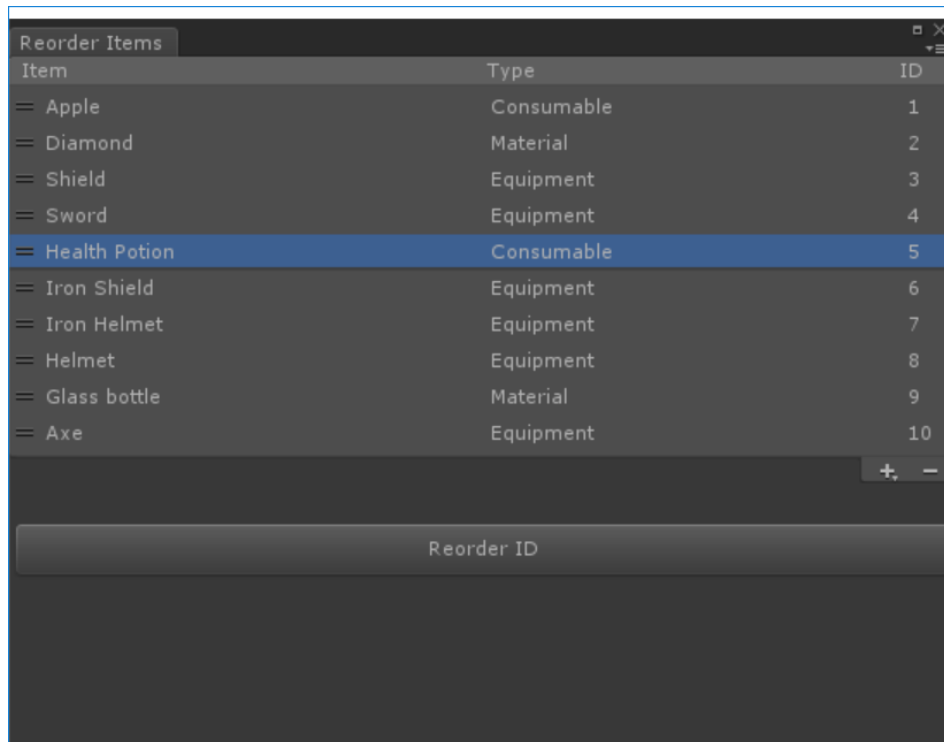 Reorder Items
Item Type ID
Apple Consumable 1
Diamond Material 2
Shield Equipment 3
Sword Equipment 4
Health Potion Consumable 5
Iron Shield Equipment 6
Iron Helmet Equipment 7
Helmet Equipment 8
Glass bottle Material 9
Axe Equipment 10
Reorder ID